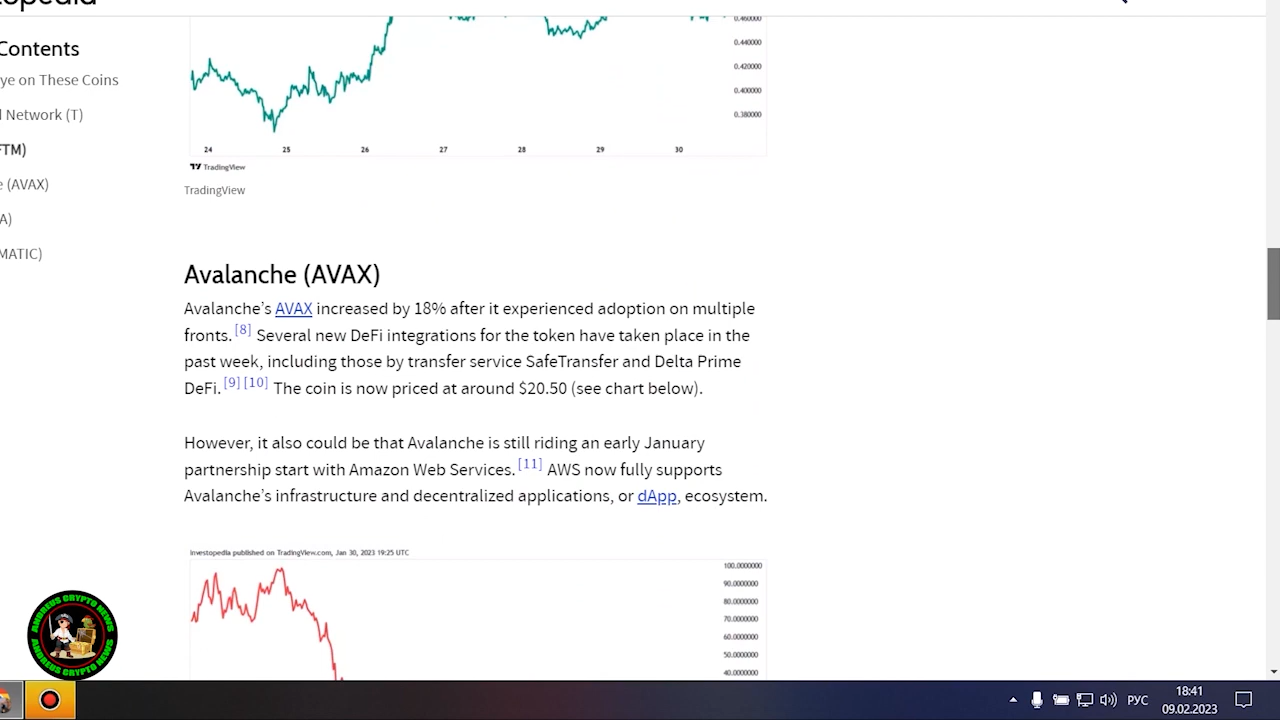 opedia
Contents
ye on These Coins
l Network (T)
FTM)
e (AVAX)
A)
MATIC)
0.460000
0.440000
0.420000
0.400000
0.380000
24 25 26 27 28 29 30
TradingView
TradingView
Avalanche (AVAX)
Avalanche's AVAX increased by 18% after it experienced adoption on multiple
fronts. [8] Several new DeFi integrations for the token have taken place in the
past week, including those by transfer service SafeTransfer and Delta Prime
DeFi. [9] [10] The coin is now priced at around $20.50 (see chart below).
However, it also could be that Avalanche is still riding an early January
partnership start with Amazon Web Services. [11] AWS now fully supports
Avalanche's infrastructure and decentralized applications, or dApp, ecosystem.
Investopedia published on TradingView.com, Jan 30, 2023 19:25 UTC
100.0000000
90.0000000
80.0000000
70.0000000
60.0000000
50.0000000
40.0000000
ANDREUS CRYPTO NEWS
ANDREUS CRYPTO NEWS
РУС
18:41
09.02.2023